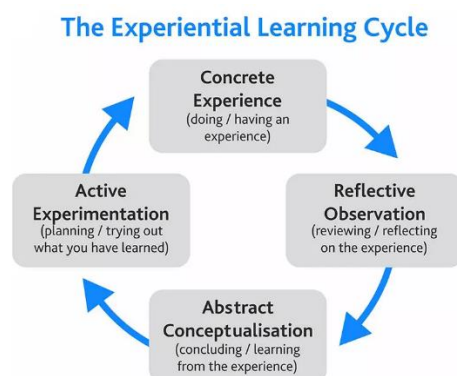 The Experiential Learning Cycle
Concrete
Experience
(doing / having an
experience)
Reflective
Observation
(reviewing / reflecting
on the experience)
Abstract
Conceptualisation
(concluding / learning
from the experience)
Active
Experimentation
(planning / trying out
what you have learned)